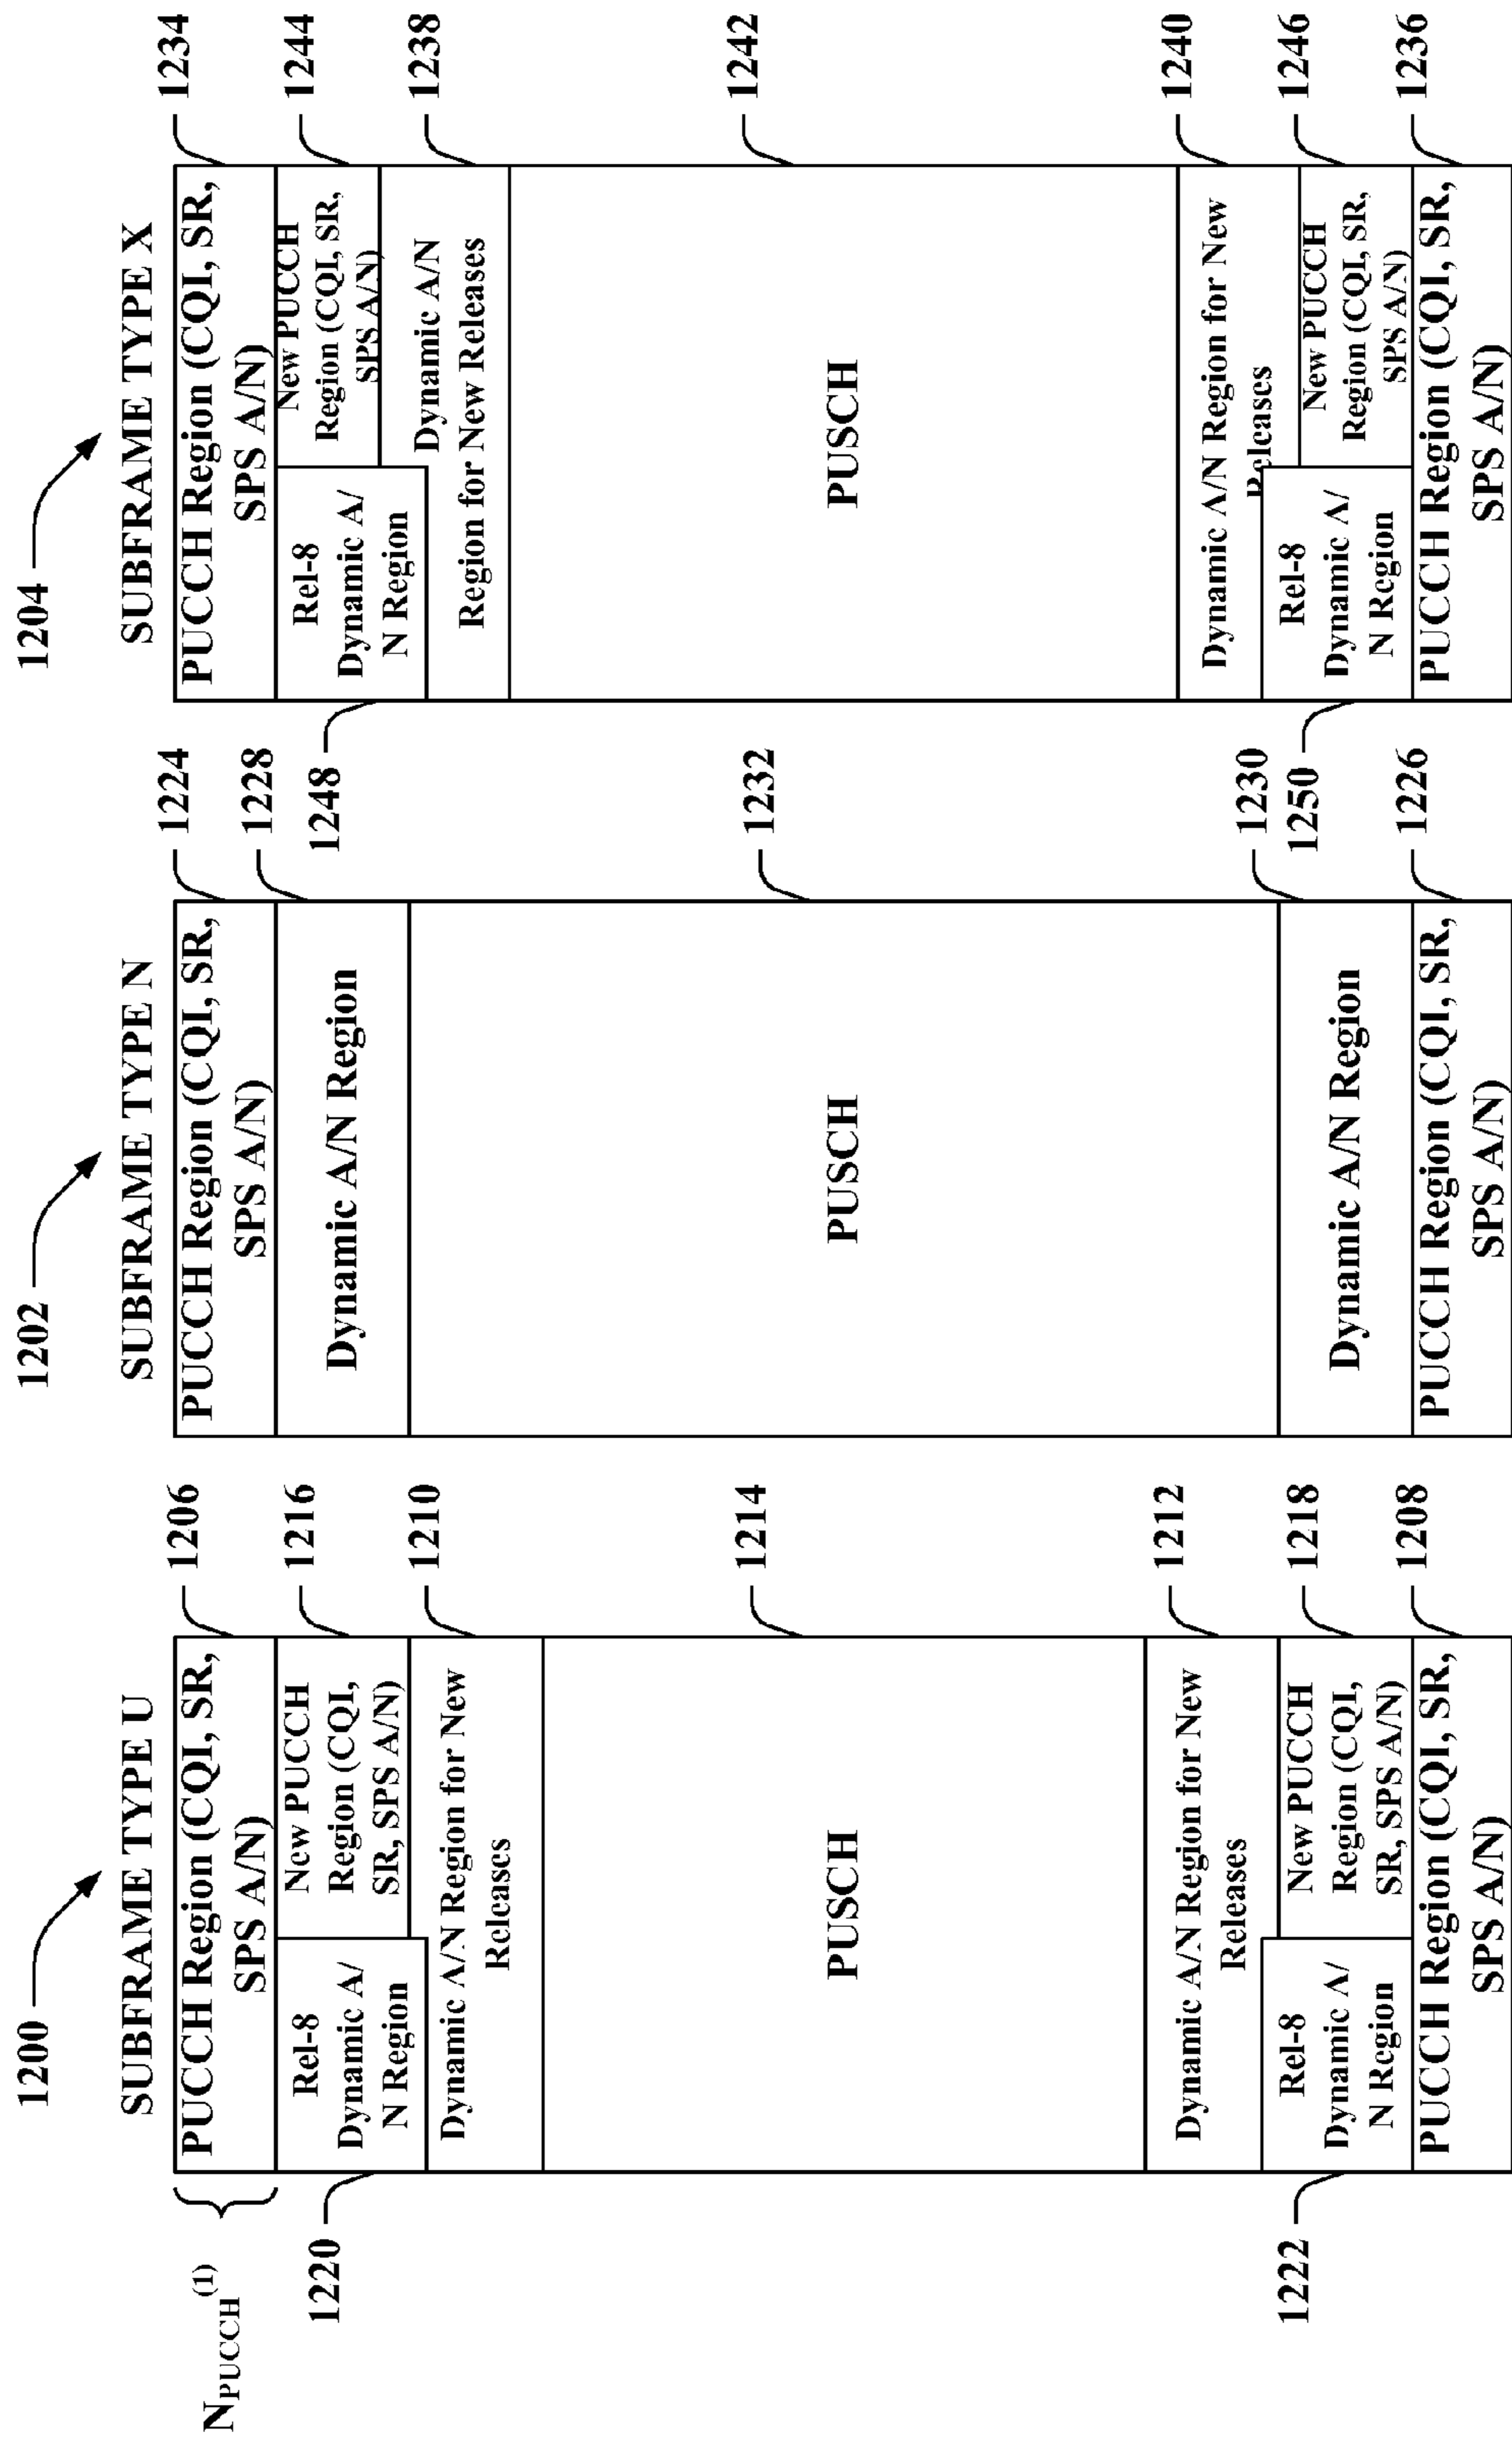 1200
SUBFRAME TYPE U
N_PUCCH^(1)
PUCCH Region (CQI, SR,
SPS A/N)
1206
Rel-8
Dynamic A/
N Region
1220
New PUCCH
Region (CQI,
SR, SPS A/N)
1216
Dynamic A/N Region for New
Releases
1210
PUSCH
1214
Dynamic A/N Region for New
Releases
1212
Rel-8
Dynamic A/
N Region
1222
New PUCCH
Region (CQI,
SR, SPS A/N)
1218
PUCCH Region (CQI, SR,
SPS A/N)
1208
1202
SUBFRAME TYPE N
PUCCH Region (CQI, SR,
SPS A/N)
1224
Dynamic A/N Region
1228
PUSCH
1232
Dynamic A/N Region
1230
PUCCH Region (CQI, SR,
SPS A/N)
1226
1204
SUBFRAME TYPE X
PUCCH Region (CQI, SR,
SPS A/N)
1234
Rel-8
Dynamic A/
N Region
1248
New PUCCH
Region (CQI, SR,
SPS A/N)
1244
Dynamic A/N
Region for New Releases
1238
PUSCH
1242
Dynamic A/N Region for New
Releases
1240
Rel-8
Dynamic A/
N Region
1250
New PUCCH
Region (CQI, SR,
SPS A/N)
1246
PUCCH Region (CQI, SR,
SPS A/N)
1236